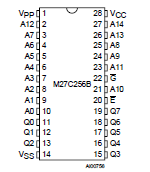 VPP 1 28 VCC
A12 2 27 A14
A7 3 26 A13
A6 4 25 A8
A5 5 24 A9
A4 6 23 A11
A3 7 22 G̅
A2 8 M27C256B 21 A10
A1 9 20 E̅
A0 10 19 Q7
Q0 11 18 Q6
Q1 12 17 Q5
Q2 13 16 Q4
VSS 14 15 Q3
AI00756